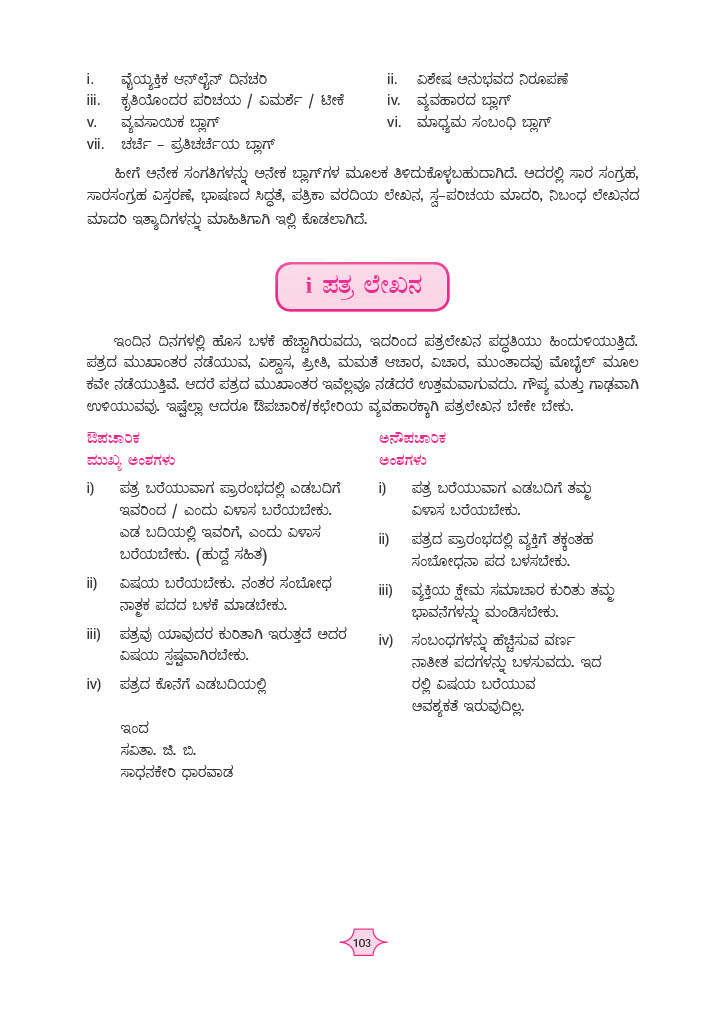 i. ವೈಯ್ಯಕ್ತಿಕ ಆನ್‌ಲೈನ್ ದಿನಚರಿ
ii. ವಿಶೇಷ ಅನುಭವದ ನಿರೂಪಣೆ
iii. ಕೃತಿಯೊಂದರ ಪರಿಚಯ / ವಿಮರ್ಶೆ / ಟೀಕೆ
iv. ವ್ಯವಹಾರದ ಬ್ಲಾಗ್
v. ವ್ಯವಸಾಯಿಕ ಬ್ಲಾಗ್
vi. ಮಾಧ್ಯಮ ಸಂಬಂಧಿ ಬ್ಲಾಗ್
vii. ಚರ್ಚೆ – ಪ್ರತಿಚರ್ಚೆಯ ಬ್ಲಾಗ್
ಹೀಗೆ ಅನೇಕ ಸಂಗತಿಗಳನ್ನು ಅನೇಕ ಬ್ಲಾಗ್‌ಗಳ ಮೂಲಕ ತಿಳಿದುಕೊಳ್ಳಬಹುದಾಗಿದೆ. ಆದರಲ್ಲಿ ಸಾರ ಸಂಗ್ರಹ,
ಸಾರಸಂಗ್ರಹ ವಿಸ್ತರಣೆ, ಭಾಷಣದ ಸಿದ್ಧತೆ, ಪತ್ರಿಕಾ ವರದಿಯ ಲೇಖನ, ಸ್ವ–ಪರಿಚಯ ಮಾದರಿ, ನಿಬಂಧ ಲೇಖನದ
ಮಾದರಿ ಇತ್ಯಾದಿಗಳನ್ನು ಮಾಹಿತಿಗಾಗಿ ಇಲ್ಲಿ ಕೊಡಲಾಗಿದೆ.
i ಪತ್ರ ಲೇಖನ
ಇಂದಿನ ದಿನಗಳಲ್ಲಿ ಹೊಸ ಬಳಕೆ ಹೆಚ್ಚಾಗಿರುವದು, ಇದರಿಂದ ಪತ್ರಲೇಖನ ಪದ್ಧತಿಯು ಹಿಂದುಳಿಯುತ್ತಿದೆ.
ಪತ್ರದ ಮುಖಾಂತರ ನಡೆಯುವ, ವಿಶ್ವಾಸ, ಪ್ರೀತಿ, ಮಮತೆ ಆಚಾರ, ವಿಚಾರ, ಮುಂತಾದವು ಮೊಬೈಲ್ ಮೂಲ
ಕವೇ ನಡೆಯುತ್ತಿವೆ. ಆದರೆ ಪತ್ರದ ಮುಖಾಂತರ ಇವೆಲ್ಲವೂ ನಡೆದರೆ ಉತ್ತಮವಾಗುವದು. ಗೌಪ್ಯ ಮತ್ತು ಗಾಢವಾಗಿ
ಉಳಿಯುವವು. ಇಷ್ಟೆಲ್ಲಾ ಆದರೂ ಔಪಚಾರಿಕ/ಕಛೇರಿಯ ವ್ಯವಹಾರಕ್ಕಾಗಿ ಪತ್ರಲೇಖನ ಬೇಕೇ ಬೇಕು.
ಔಪಚಾರಿಕ
ಮುಖ್ಯ ಅಂಶಗಳು
i) ಪತ್ರ ಬರೆಯುವಾಗ ಪ್ರಾರಂಭದಲ್ಲಿ ಎಡಬದಿಗೆ
ಇವರಿಂದ / ಎಂದು ವಿಳಾಸ ಬರೆಯಬೇಕು.
ಎಡ ಬದಿಯಲ್ಲಿ ಇವರಿಗೆ, ಎಂದು ವಿಳಾಸ
ಬರೆಯಬೇಕು. (ಹುದ್ದೆ ಸಹಿತ)
ii) ವಿಷಯ ಬರೆಯಬೇಕು. ನಂತರ ಸಂಬೋಧ
ನಾತ್ಮಕ ಪದದ ಬಳಕೆ ಮಾಡಬೇಕು.
iii) ಪತ್ರವು ಯಾವುದರ ಕುರಿತಾಗಿ ಇರುತ್ತದೆ ಅದರ
ವಿಷಯ ಸ್ಪಷ್ಟವಾಗಿರಬೇಕು.
iv) ಪತ್ರದ ಕೊನೆಗೆ ಎಡಬದಿಯಲ್ಲಿ
ಇಂದ
ಸವಿತಾ. ಜಿ. ಬಿ.
ಸಾಧನಕೇರಿ ಧಾರವಾಡ
ಅನೌಪಚಾರಿಕ
ಅಂಶಗಳು
i) ಪತ್ರ ಬರೆಯುವಾಗ ಎಡಬದಿಗೆ ತಮ್ಮ
ವಿಳಾಸ ಬರೆಯಬೇಕು.
ii) ಪತ್ರದ ಪ್ರಾರಂಭದಲ್ಲಿ ವ್ಯಕ್ತಿಗೆ ತಕ್ಕಂತಹ
ಸಂಬೋಧನಾ ಪದ ಬಳಸಬೇಕು.
iii) ವ್ಯಕ್ತಿಯ ಕ್ಷೇಮ ಸಮಾಚಾರ ಕುರಿತು ತಮ್ಮ
ಭಾವನೆಗಳನ್ನು ಮಂಡಿಸಬೇಕು.
iv) ಸಂಬಂಧಗಳನ್ನು ಹೆಚ್ಚಿಸುವ ವರ್ಣ
ನಾತೀತ ಪದಗಳನ್ನು ಬಳಸುವದು. ಇದ
ರಲ್ಲಿ ವಿಷಯ ಬರೆಯುವ
ಆವಶ್ಯಕತೆ ಇರುವುದಿಲ್ಲ.
103